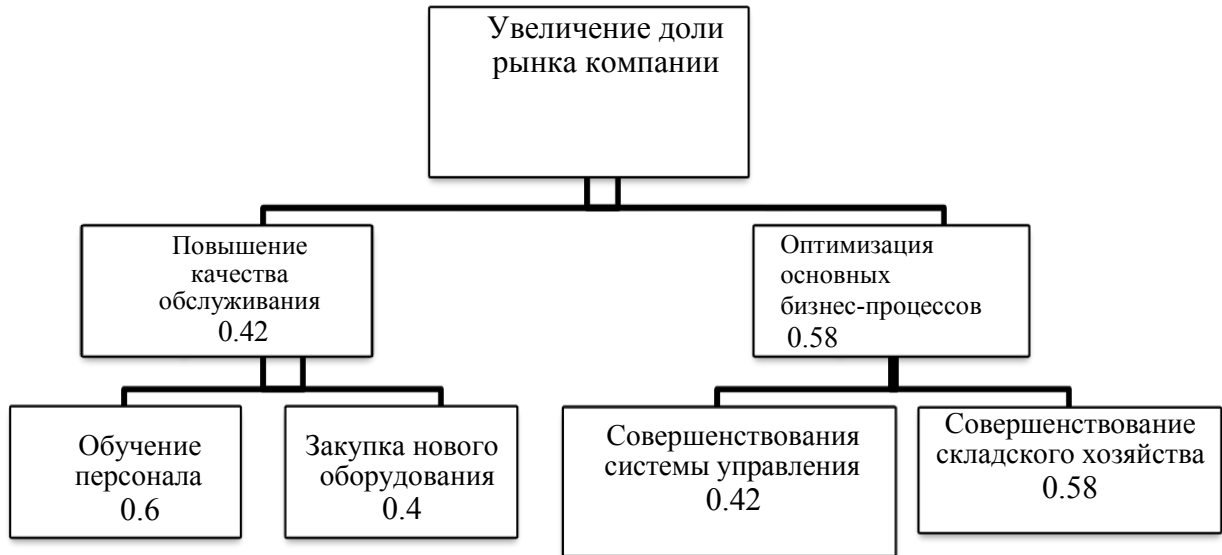 Увеличение доли
рынка компании
Повышение
качества
обслуживания
0.42
Оптимизация
основных
бизнес-процессов
0.58
Обучение
персонала
0.6
Закупка нового
оборудования
0.4
Совершенствования
системы управления
0.42
Совершенствование
складского хозяйства
0.58